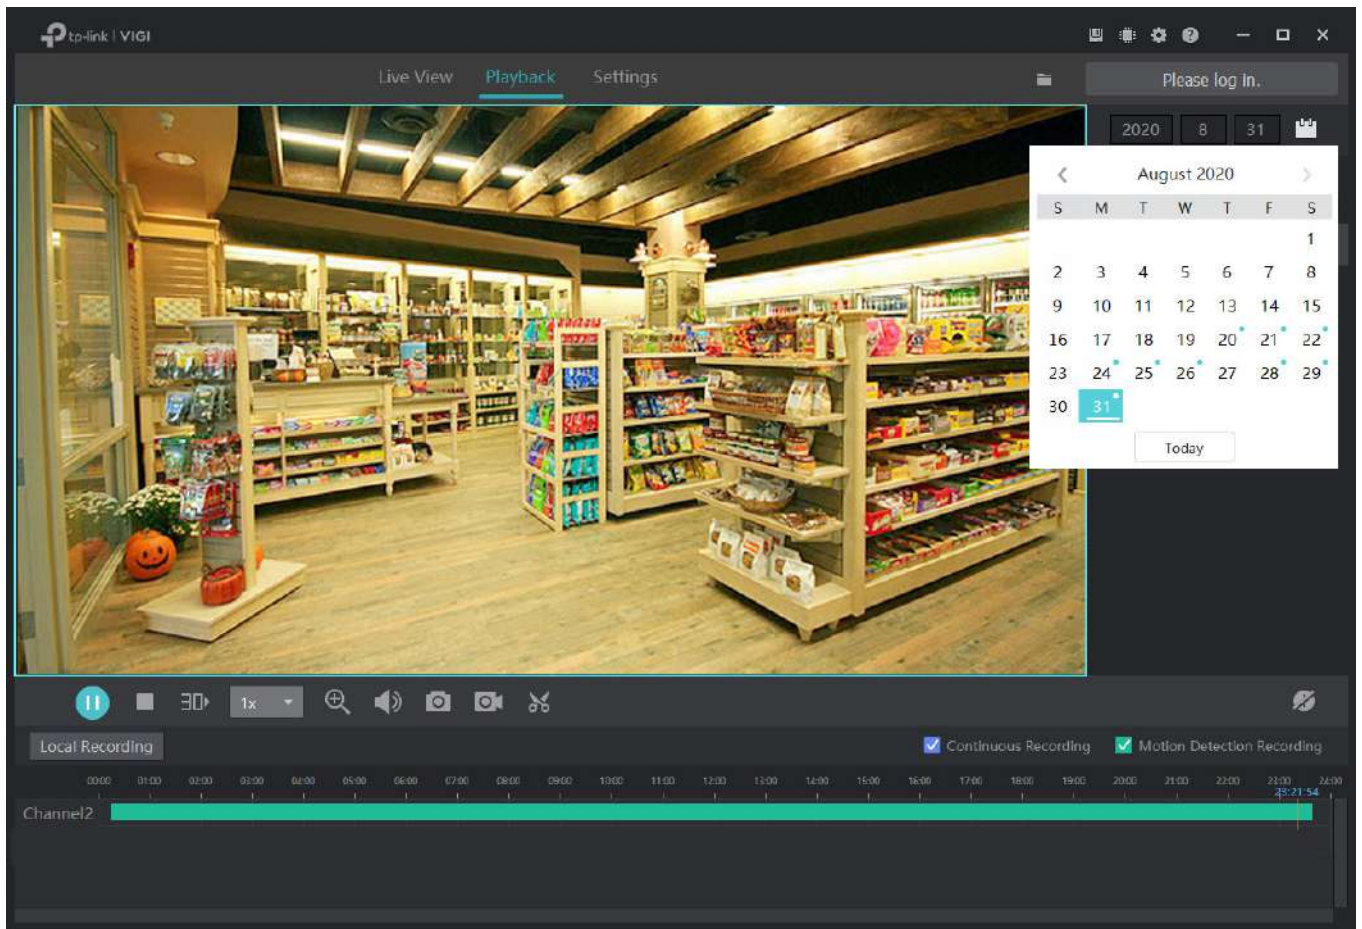 tp-link | VIGI
Live View Playback Settings
Please log in.
2020 8 31
August 2020
S M T W T F S
1
2 3 4 5 6 7 8
9 10 11 12 13 14 15
16 17 18 19 20 21 22
23 24 25 26 27 28 29
30 31
Today
1x
Local Recording
Continuous Recording
Motion Detection Recording
00:00 01:00 02:00 03:00 04:00 05:00 06:00 07:00 08:00 09:00 10:00 11:00 12:00 13:00 14:00 15:00 16:00 17:00 18:00 19:00 20:00 21:00 22:00 23:00 24:00
23:21:54
Channel2